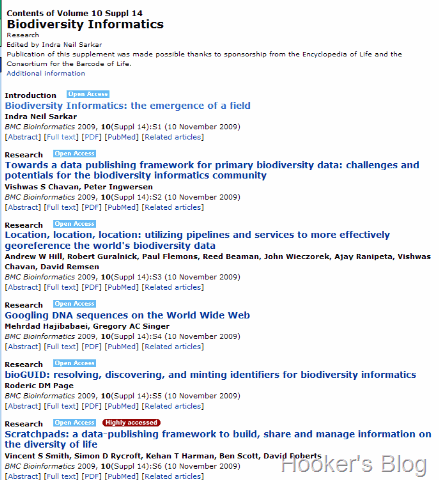 Contents of Volume 10 Suppl 14
Biodiversity Informatics
Research
Edited by Indra Neil Sarkar
Publication of this supplement was made possible thanks to sponsorship from the Encyclopedia of Life and the
Consortium for the Barcode of Life.
Additional information
Introduction Open Access
Biodiversity Informatics: the emergence of a field
Indra Neil Sarkar
BMC Bioinformatics 2009, 10(Suppl 14):S1 (10 November 2009)
[Abstract] [Full text] [PDF] [PubMed] [Related articles]
Research Open Access
Towards a data publishing framework for primary biodiversity data: challenges and
potentials for the biodiversity informatics community
Vishwas S Chavan, Peter Ingwersen
BMC Bioinformatics 2009, 10(Suppl 14):S2 (10 November 2009)
[Abstract] [Full text] [PDF] [PubMed] [Related articles]
Research Open Access
Location, location, location: utilizing pipelines and services to more effectively
georeference the world's biodiversity data
Andrew W Hill, Robert Guralnick, Paul Flemons, Reed Beaman, John Wieczorek, Ajay Ranipeta, Vishwas
Chavan, David Remsen
BMC Bioinformatics 2009, 10(Suppl 14):S3 (10 November 2009)
[Abstract] [Full text] [PDF] [PubMed] [Related articles]
Research Open Access
Googling DNA sequences on the World Wide Web
Mehrdad Hajibabaei, Gregory AC Singer
BMC Bioinformatics 2009, 10(Suppl 14):S4 (10 November 2009)
[Abstract] [Full text] [PDF] [PubMed] [Related articles]
Research Open Access
bioGUID: resolving, discovering, and minting identifiers for biodiversity informatics
Roderic DM Page
BMC Bioinformatics 2009, 10(Suppl 14):S5 (10 November 2009)
[Abstract] [Full text] [PDF] [PubMed] [Related articles]
Research Open Access Highly accessed
Scratchpads: a data-publishing framework to build, share and manage information on
the diversity of life
Vincent S Smith, Simon D Rycroft, Kehan T Harman, Ben Scott, David Roberts
BMC Bioinformatics 2009, 10(Suppl 14):S6 (10 November 2009)
[Abstract] [Full text] [PDF] [PubMed] [Related articles]
Hooker's Blog